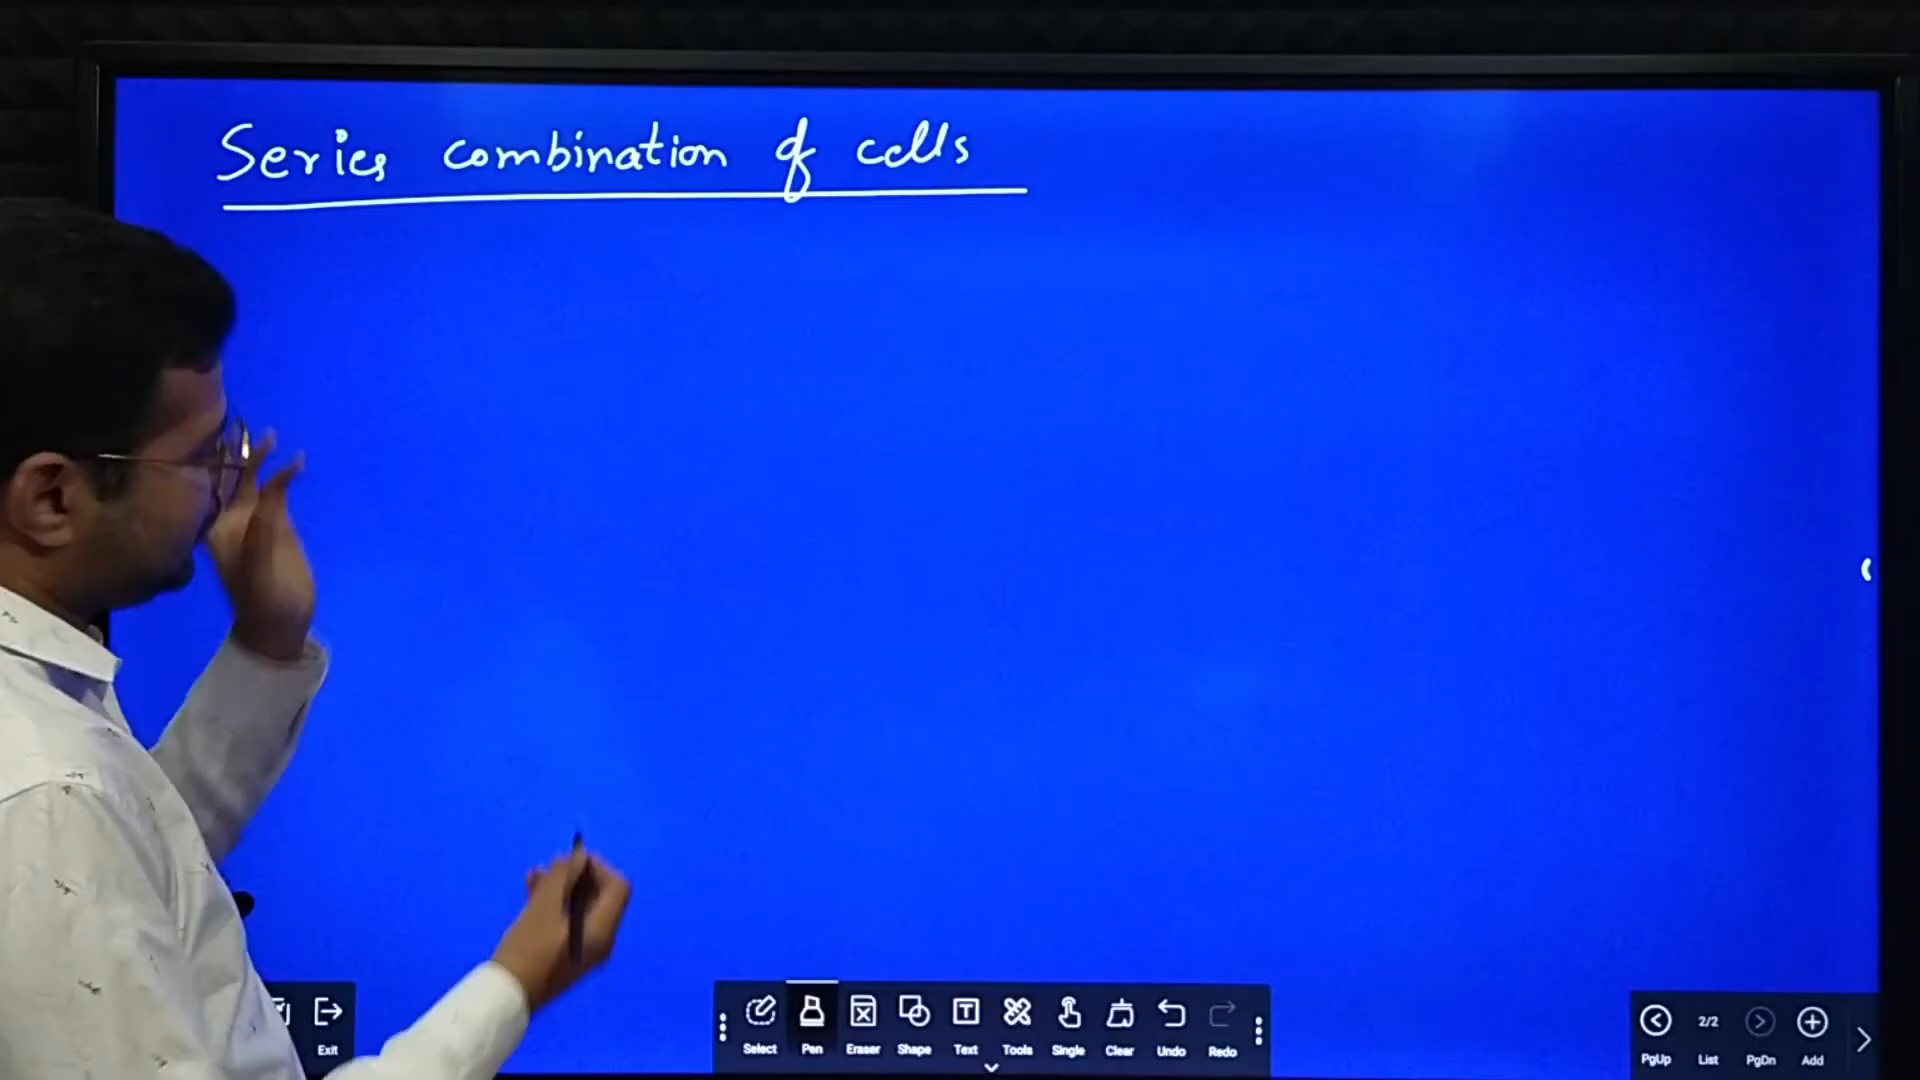 Series combination of cells
Exit
Select Pen Eraser Shape Text Tools Single Clear Undo Redo
2/2
PgUp List PgDn Add